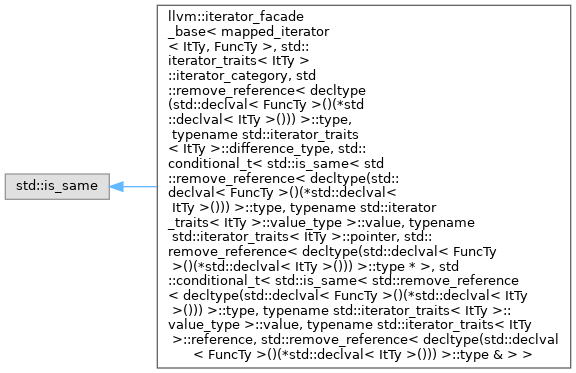 llvm::iterator_facade
_base< mapped_iterator
< ItTy, FuncTy >, std::
iterator_traits< ItTy >
::iterator_category, std
::remove_reference< decltype
(std::declval< FuncTy >()(*std
::declval< ItTy >())) >::type,
typename std::iterator_traits
< ItTy >::difference_type, std::
conditional_t< std::is_same< std
::remove_reference< decltype(std::
declval< FuncTy >()(*std::declval<
ItTy >())) >::type, typename std::iterator
_traits< ItTy >::value_type >::value, typename
std::iterator_traits< ItTy >::pointer, std::
remove_reference< decltype(std::declval< FuncTy
>()(*std::declval< ItTy >())) >::type * >, std
::conditional_t< std::is_same< std::remove_reference
< decltype(std::declval< FuncTy >()(*std::declval< ItTy
>())) >::type, typename std::iterator_traits< ItTy >::
value_type >::value, typename std::iterator_traits< ItTy
>::reference, std::remove_reference< decltype(std::declval
< FuncTy >()(*std::declval< ItTy >())) >::type & > >
std::is_same